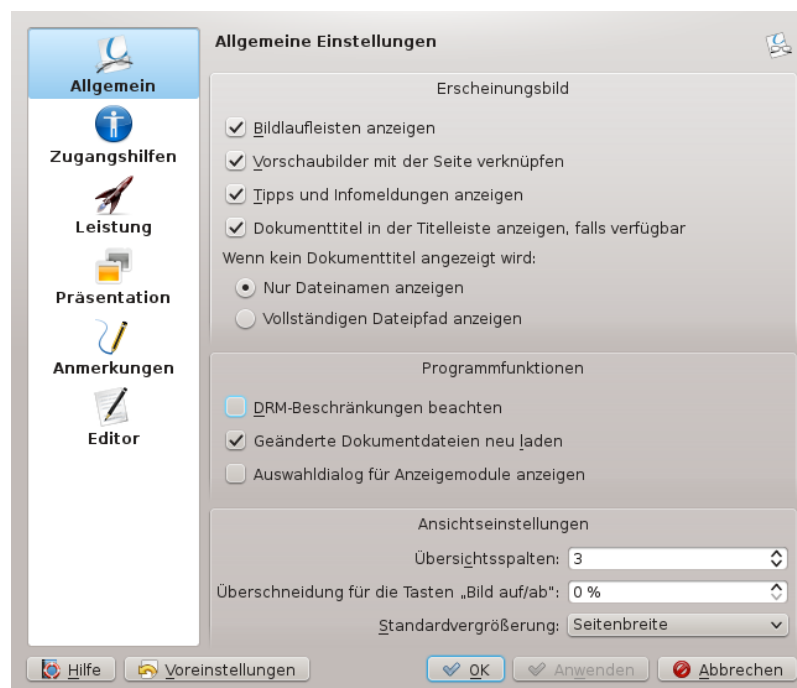 Allgemeine Einstellungen
Allgemein
Zugangshilfen
Leistung
Präsentation
Anmerkungen
Editor
Erscheinungsbild
Bildlaufleisten anzeigen
Vorschaubilder mit der Seite verknüpfen
Tipps und Infomeldungen anzeigen
Dokumenttitel in der Titelleiste anzeigen, falls verfügbar
Wenn kein Dokumenttitel angezeigt wird:
Nur Dateinamen anzeigen
Vollständigen Dateipfad anzeigen
Programmfunktionen
DRM-Beschränkungen beachten
Geänderte Dokumentdateien neu laden
Auswahldialog für Anzeigemodule anzeigen
Ansichtseinstellungen
Übersichtsspalten: 3
Überschneidung für die Tasten „Bild auf/ab": 0 %
Standardvergrößerung: Seitenbreite
Hilfe Voreinstellungen OK Anwenden Abbrechen